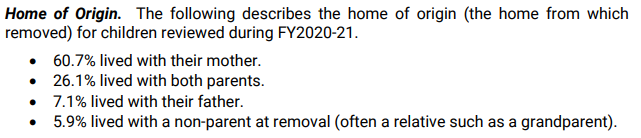 Home of Origin. The following describes the home of origin (the home from which
removed) for children reviewed during FY2020-21.
• 60.7% lived with their mother.
• 26.1% lived with both parents.
• 7.1% lived with their father.
• 5.9% lived with a non-parent at removal (often a relative such as a grandparent).